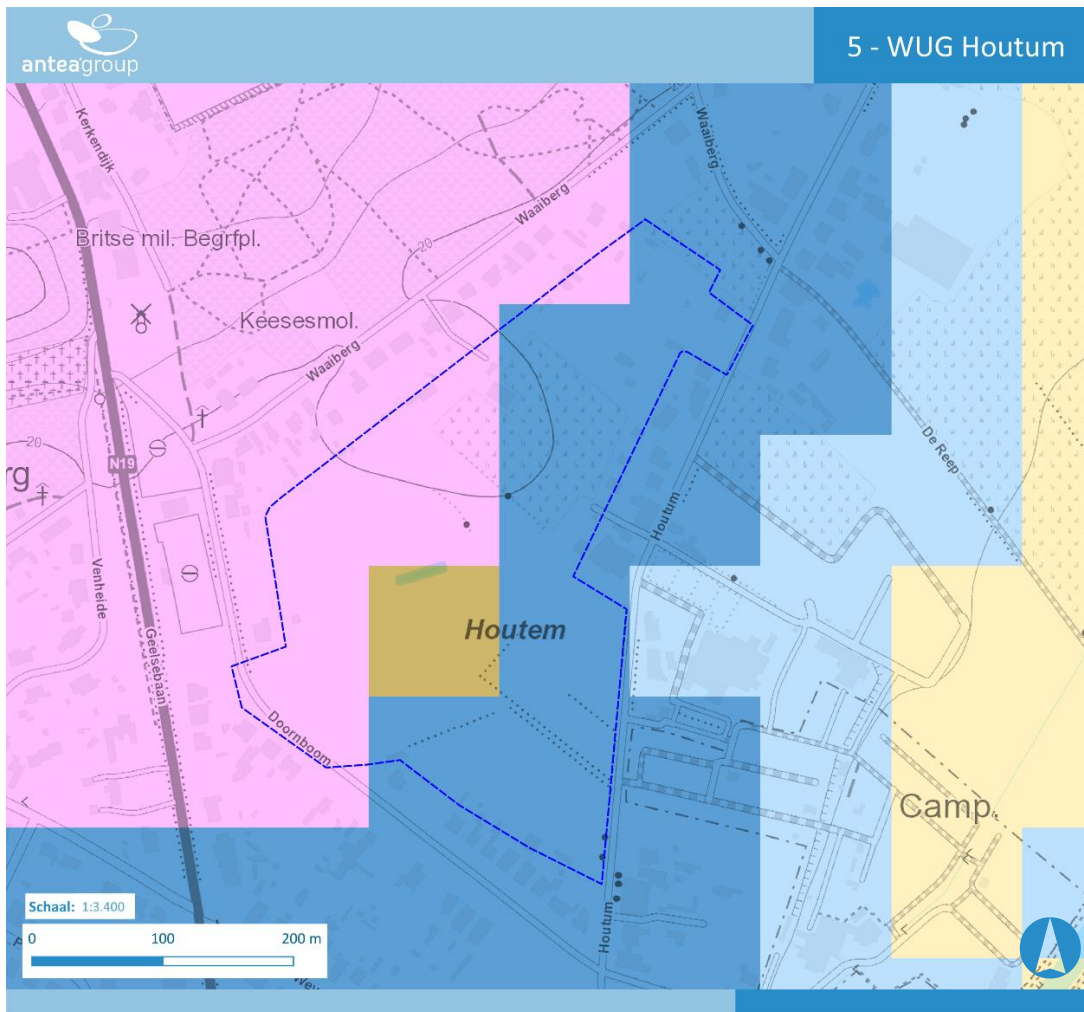 anteagroup
5 - WUG Houtum
Kerkendijk
Waaiberg
Waaiberg
Britse mil. Begrfpl.
20
Keesesmol.
Waaiberg
20
N19
rg
De Reep
Houtum
Venheide
Geelsebaan
Houtem
Doornboom
Camp.
Houtum
Schaal: 1:3.400
0 100 200 m